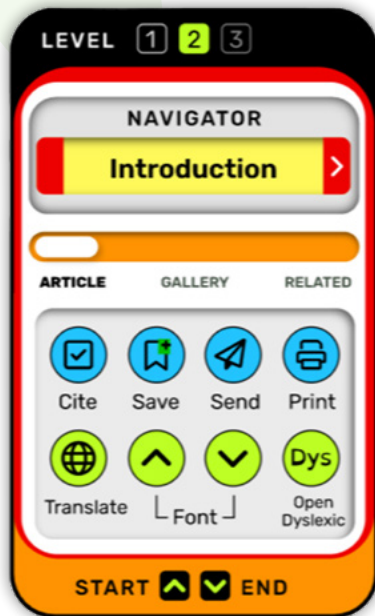 LEVEL 1 2 3
NAVIGATOR
Introduction
ARTICLE GALLERY RELATED
Cite Save Send Print
Dys
Translate Font Open
Dyslexic
START END